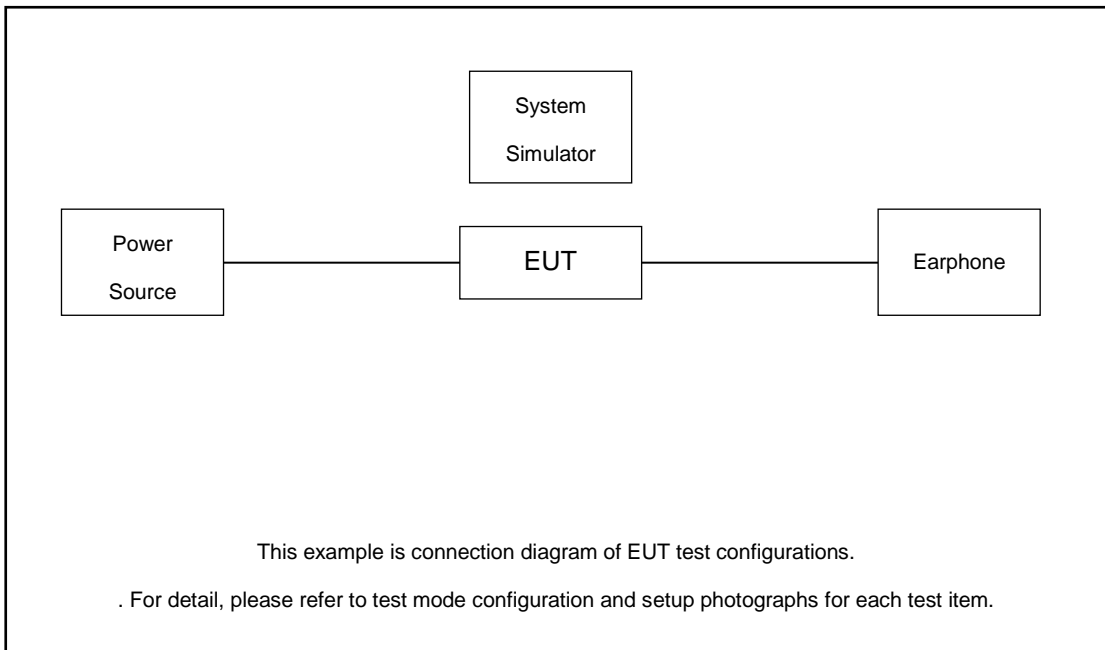 System
Simulator
Power
Source
EUT
Earphone
This example is connection diagram of EUT test configurations.
. For detail, please refer to test mode configuration and setup photographs for each test item.